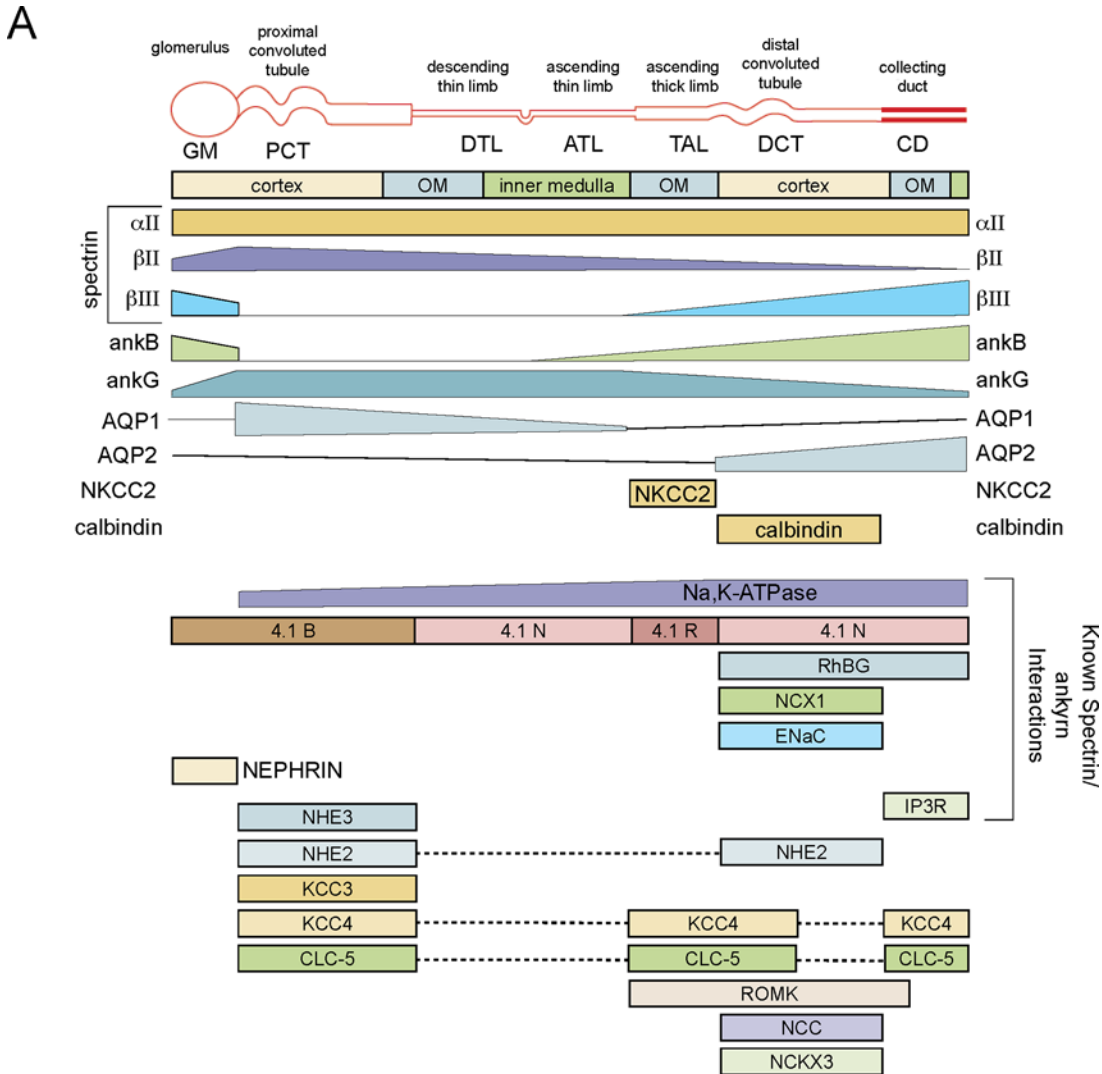 A
glomerulus
proximal
convoluted
tubule
descending
thin limb
ascending
thin limb
ascending
thick limb
distal
convoluted
tubule
collecting
duct
GM PCT DTL ATL TAL DCT CD
cortex OM inner medulla OM cortex OM
spectrin
αII αII
βII βII
βIII βIII
ankB ankB
ankG ankG
AQP1 AQP1
AQP2 AQP2
NKCC2 NKCC2 NKCC2
calbindin calbindin calbindin
Na,K-ATPase
4.1 B 4.1 N 4.1 R 4.1 N
RhBG
NCX1
ENaC
Known Spectrin/
ankyrn
Interactions
NEPHRIN
IP3R
NHE3
NHE2 NHE2
KCC3
KCC4 KCC4 KCC4
CLC-5 CLC-5 CLC-5
ROMK
NCC
NCKX3